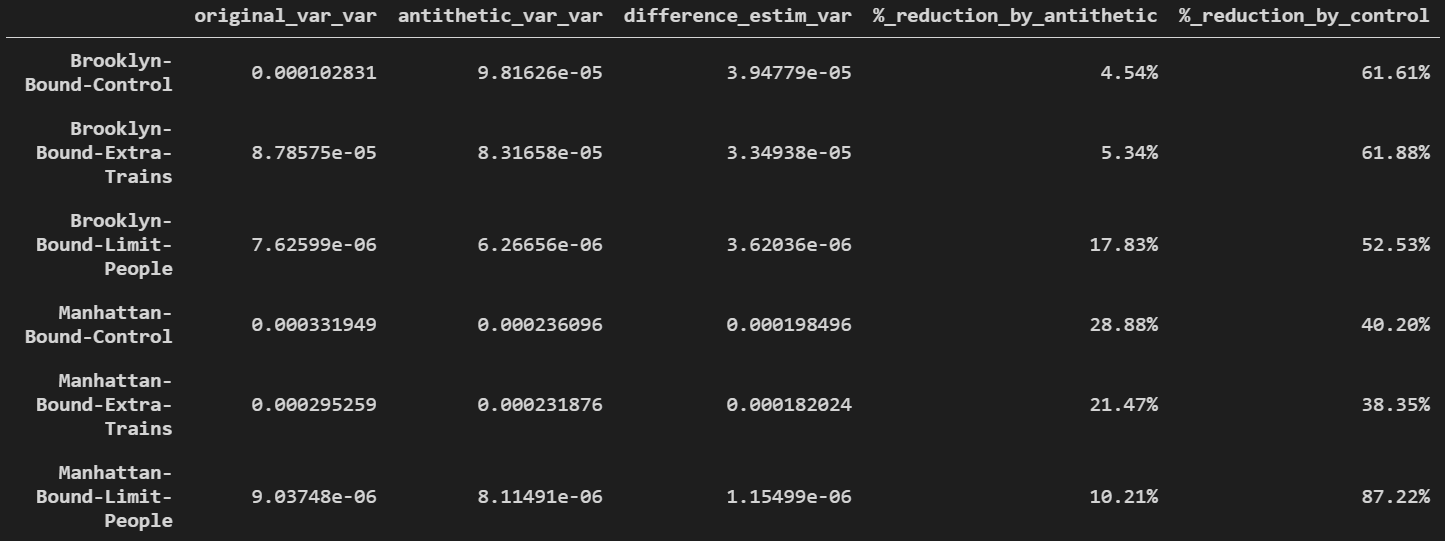 original_var_var antithetic_var_var difference_estim_var %_reduction_by_antithetic %_reduction_by_control
Brooklyn-
Bound-Control 0.000102831 9.81626e-05 3.94779e-05 4.54% 61.61%
Brooklyn-
Bound-Extra- 8.78575e-05 8.31658e-05 3.34938e-05 5.34% 61.88%
Trains
Brooklyn-
Bound-Limit- 7.62599e-06 6.26656e-06 3.62036e-06 17.83% 52.53%
People
Manhattan-
Bound-Control 0.000331949 0.000236096 0.000198496 28.88% 40.20%
Manhattan-
Bound-Extra- 0.000295259 0.000231876 0.000182024 21.47% 38.35%
Trains
Manhattan-
Bound-Limit- 9.03748e-06 8.11491e-06 1.15499e-06 10.21% 87.22%
People